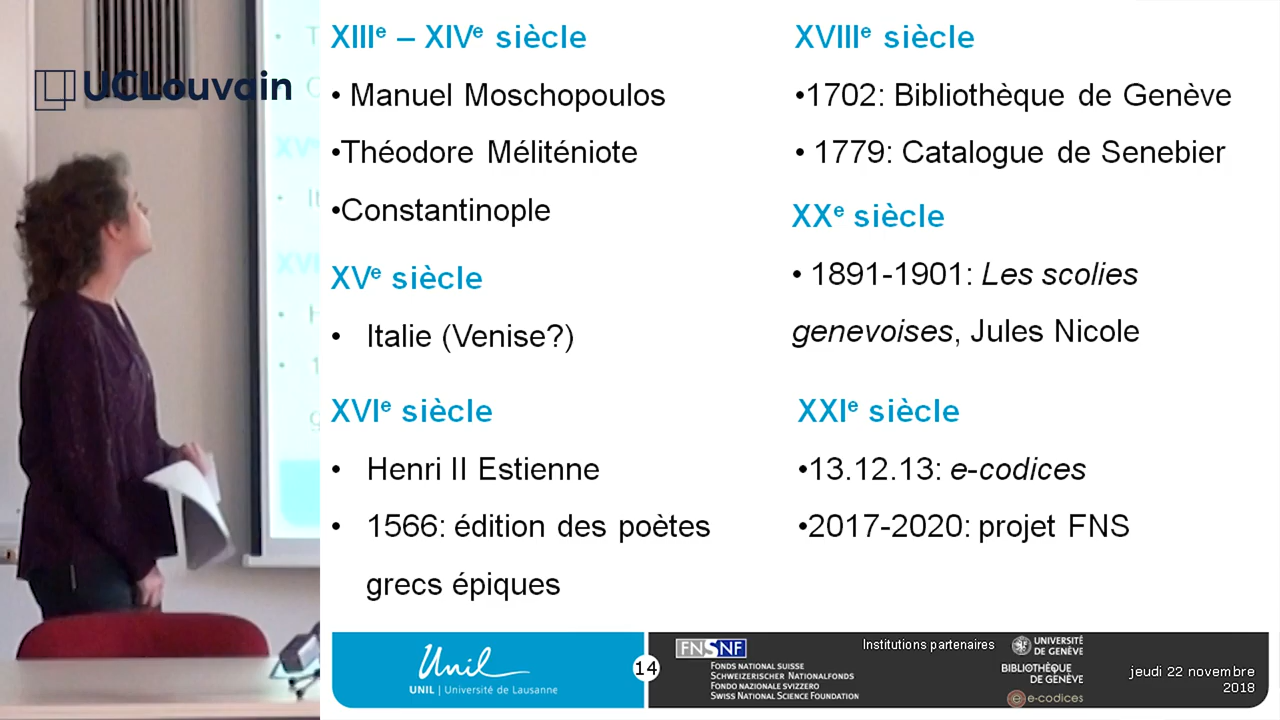 UCLouvain
XIIIe – XIVe siècle
• Manuel Moschopoulos
•Théodore Méliténiote
•Constantinople
XVe siècle
• Italie (Venise?)
XVIe siècle
• Henri II Estienne
• 1566: édition des poètes
grecs épiques
XVIIIe siècle
•1702: Bibliothèque de Genève
• 1779: Catalogue de Senebier
XXe siècle
• 1891-1901: Les scolies
genevoises, Jules Nicole
XXIe siècle
•13.12.13: e-codices
•2017-2020: projet FNS
Unil
UNIL | Université de Lausanne
14
FNSNF
FONDS NATIONAL SUISSE
SCHWEIZERISCHER NATIONALFONDS
FONDO NAZIONALE SVIZZERO
SWISS NATIONAL SCIENCE FOUNDATION
Institutions partenaires
UNIVERSITÉ
DE GENÈVE
BIBLIOTHÈQUE
DE GENÈVE
e-codices
jeudi 22 novembre
2018